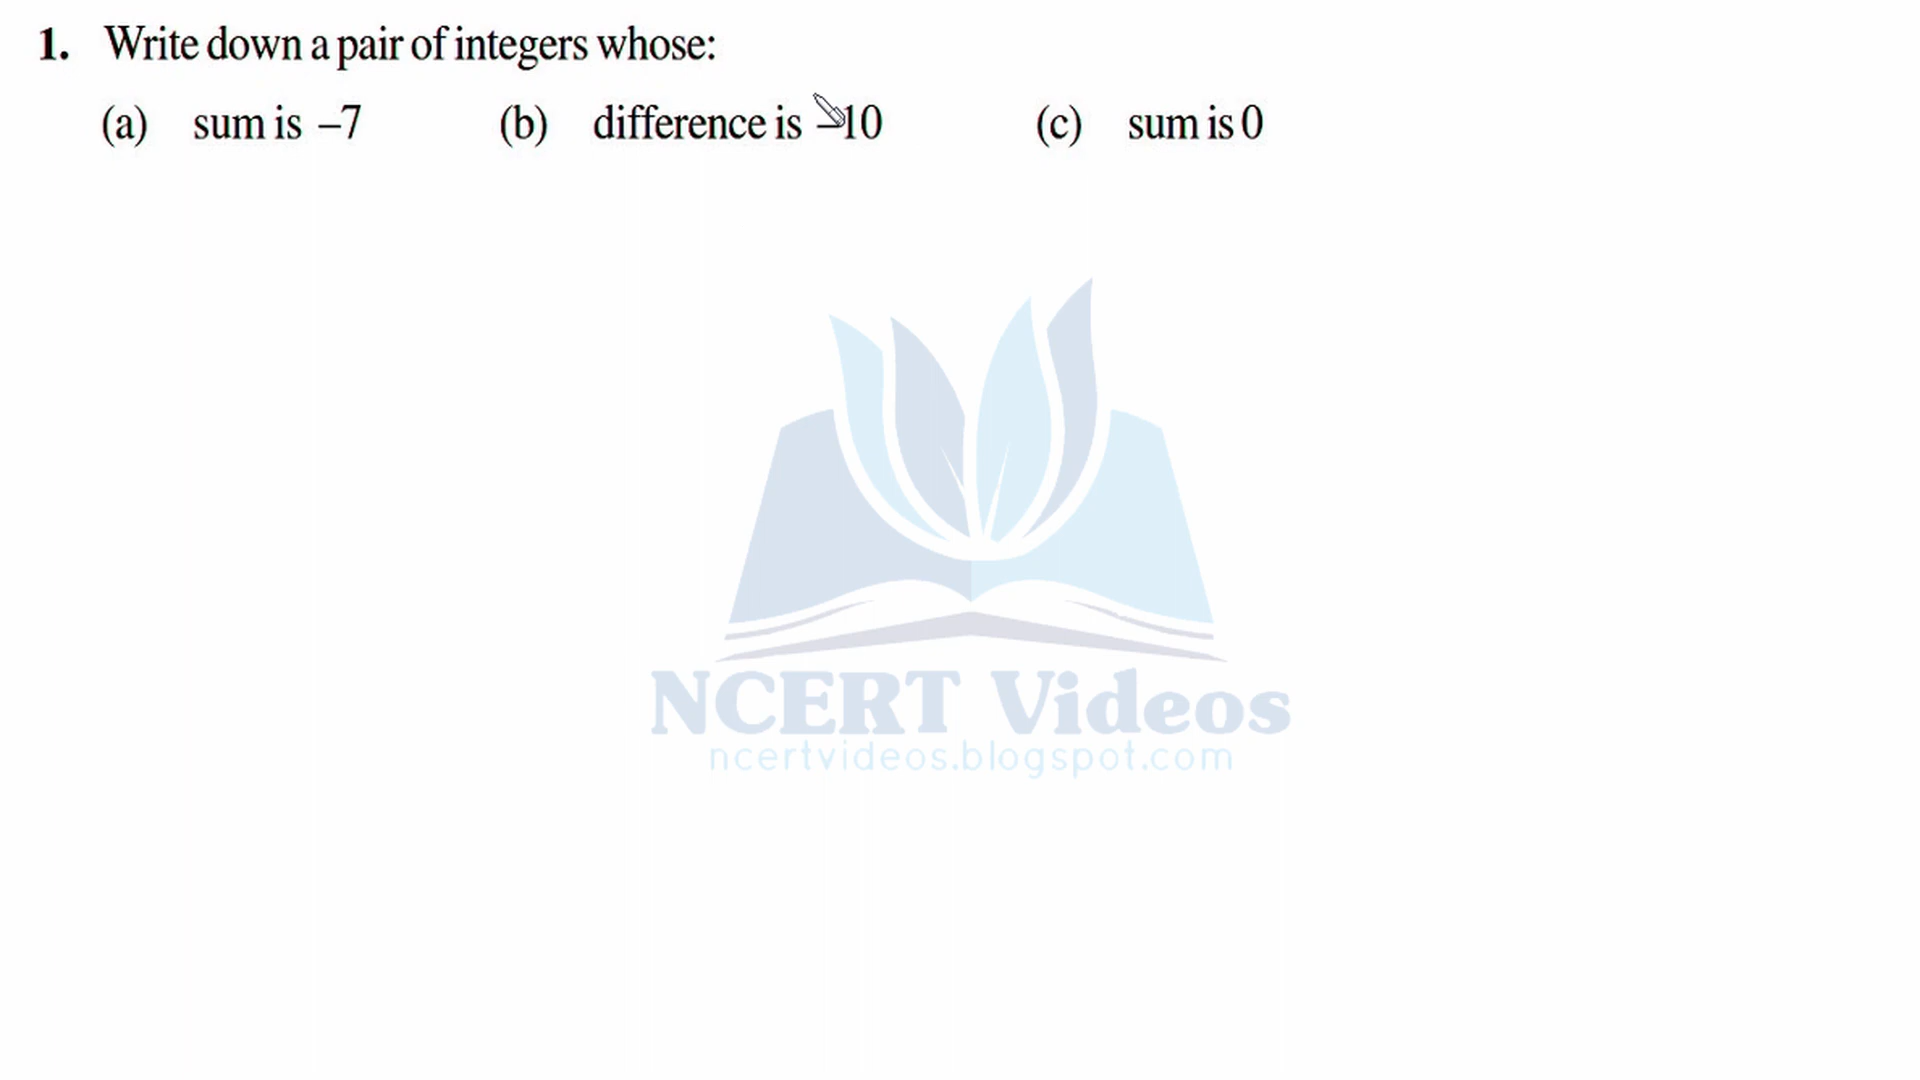 1. Write down a pair of integers whose:
(a) sum is –7 (b) difference is –10 (c) sum is 0
NCERT Videos
ncertvideos.blogspot.com